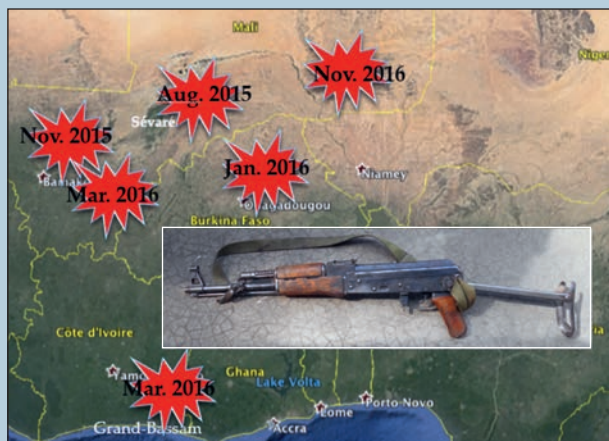 Mali
Niger
Nov. 2016
Aug. 2015
Sévaré
Nov. 2015
Jan. 2016
Niamey
Mar. 2016
Ouagadougou
Burkina Faso
Côte d'Ivoire
Ghana
Mar. 2016
Lake Volta
Porto-Novo
Lome
Grand-Bassam
Accra